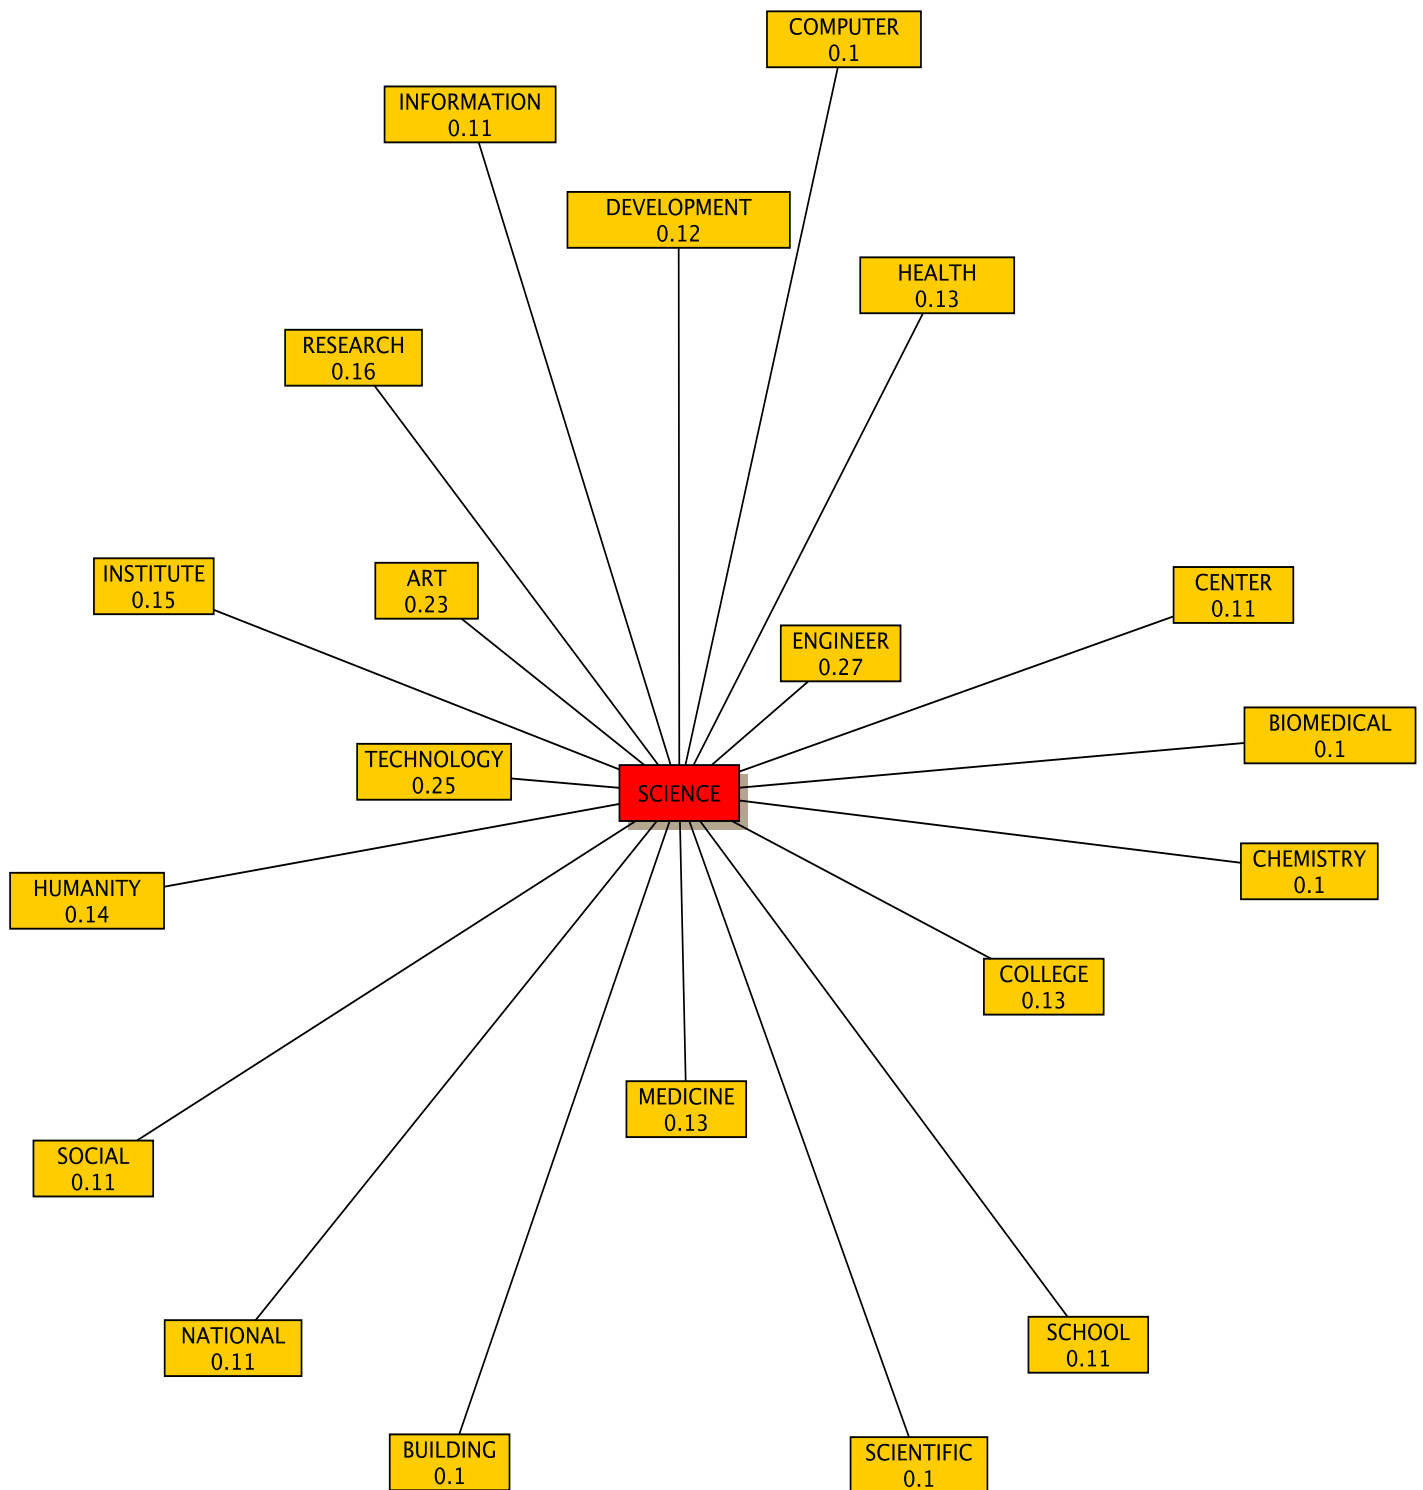 COMPUTER
0.1
INFORMATION
0.11
DEVELOPMENT
0.12
HEALTH
0.13
RESEARCH
0.16
INSTITUTE
0.15
ART
0.23
CENTER
0.11
ENGINEER
0.27
BIOMEDICAL
0.1
TECHNOLOGY
0.25
SCIENCE
CHEMISTRY
0.1
HUMANITY
0.14
COLLEGE
0.13
MEDICINE
0.13
SOCIAL
0.11
NATIONAL
0.11
SCHOOL
0.11
BUILDING
0.1
SCIENTIFIC
0.1